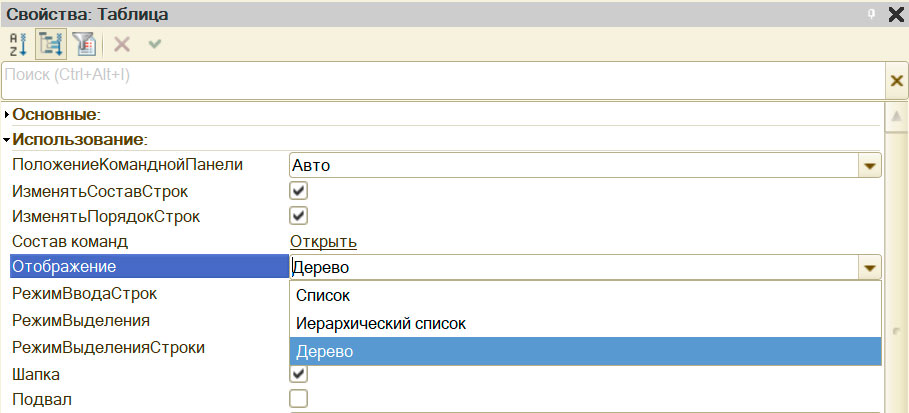 Свойства: Таблица
А
Z
Поиск (Ctrl+Alt+I)
Основные:
Использование:
ПоложениеКоманднойПанели Авто
ИзменятьСоставСтрок
ИзменятьПорядокСтрок
Состав команд Открыть
Отображение Дерево
РежимВводаСтрок Список
РежимВыделения Иерархический список
РежимВыделенияСтроки Дерево
Шапка
Подвал